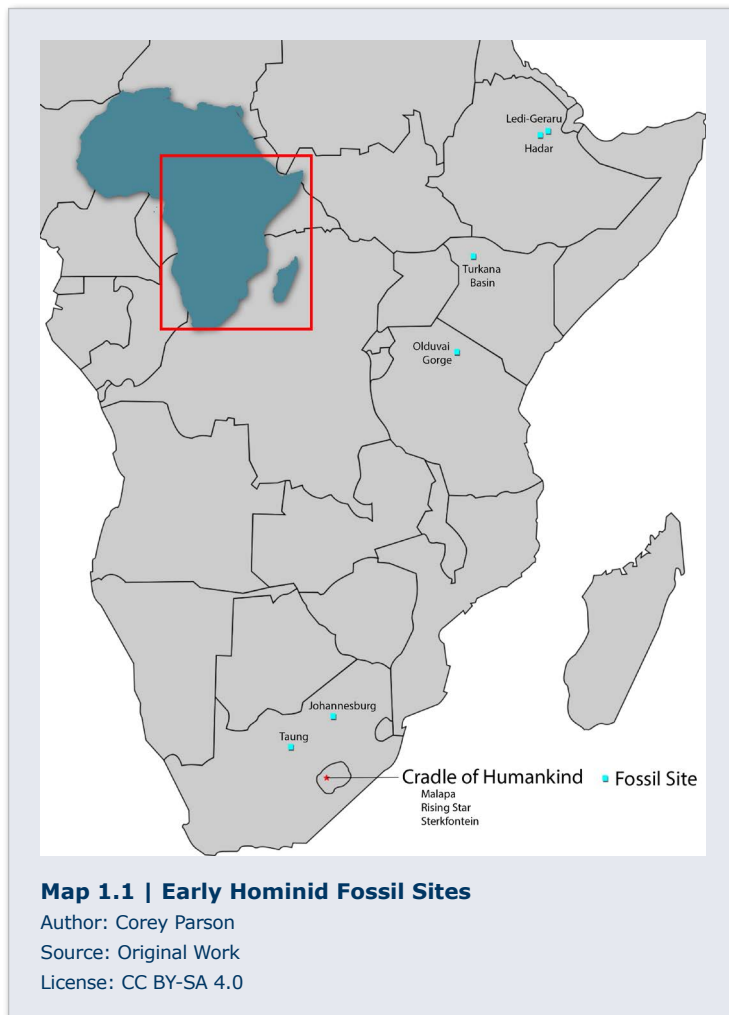 Ledi-Geraru
Hadar
Turkana
Basin
Olduvai
Gorge
Johannesburg
Taung
Cradle of Humankind
Malapa
Rising Star
Sterkfontein
Fossil Site
Map 1.1 | Early Hominid Fossil Sites
Author: Corey Parson
Source: Original Work
License: CC BY-SA 4.0